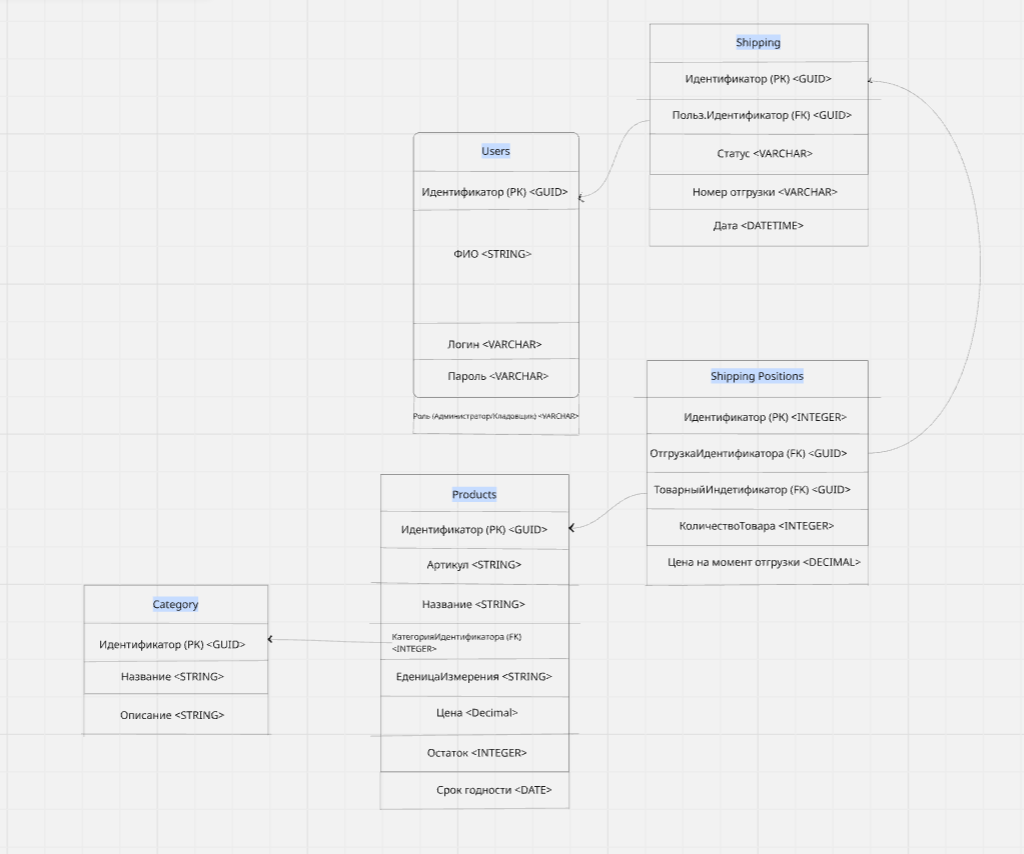 Shipping
Идентификатор (PK) <GUID>
Польз.Идентификатор (FK) <GUID>
Статус <VARCHAR>
Номер отгрузки <VARCHAR>
Дата <DATETIME>
Users
Идентификатор (PK) <GUID>
ФИО <STRING>
Логин <VARCHAR>
Пароль <VARCHAR>
Роль (Администратор/Кладовщик) <VARCHAR>
Shipping Positions
Идентификатор (PK) <INTEGER>
ОтгрузкаИдентификатора (FK) <GUID>
ТоварныйИндетификатор (FK) <GUID>
КоличествоТовара <INTEGER>
Цена на момент отгрузки <DECIMAL>
Products
Идентификатор (PK) <GUID>
Артикул <STRING>
Название <STRING>
КатегорияИдентификатора (FK)
<INTEGER>
ЕденицаИзмерения <STRING>
Цена <Decimal>
Остаток <INTEGER>
Срок годности <DATE>
Category
Идентификатор (PK) <GUID>
Название <STRING>
Описание <STRING>